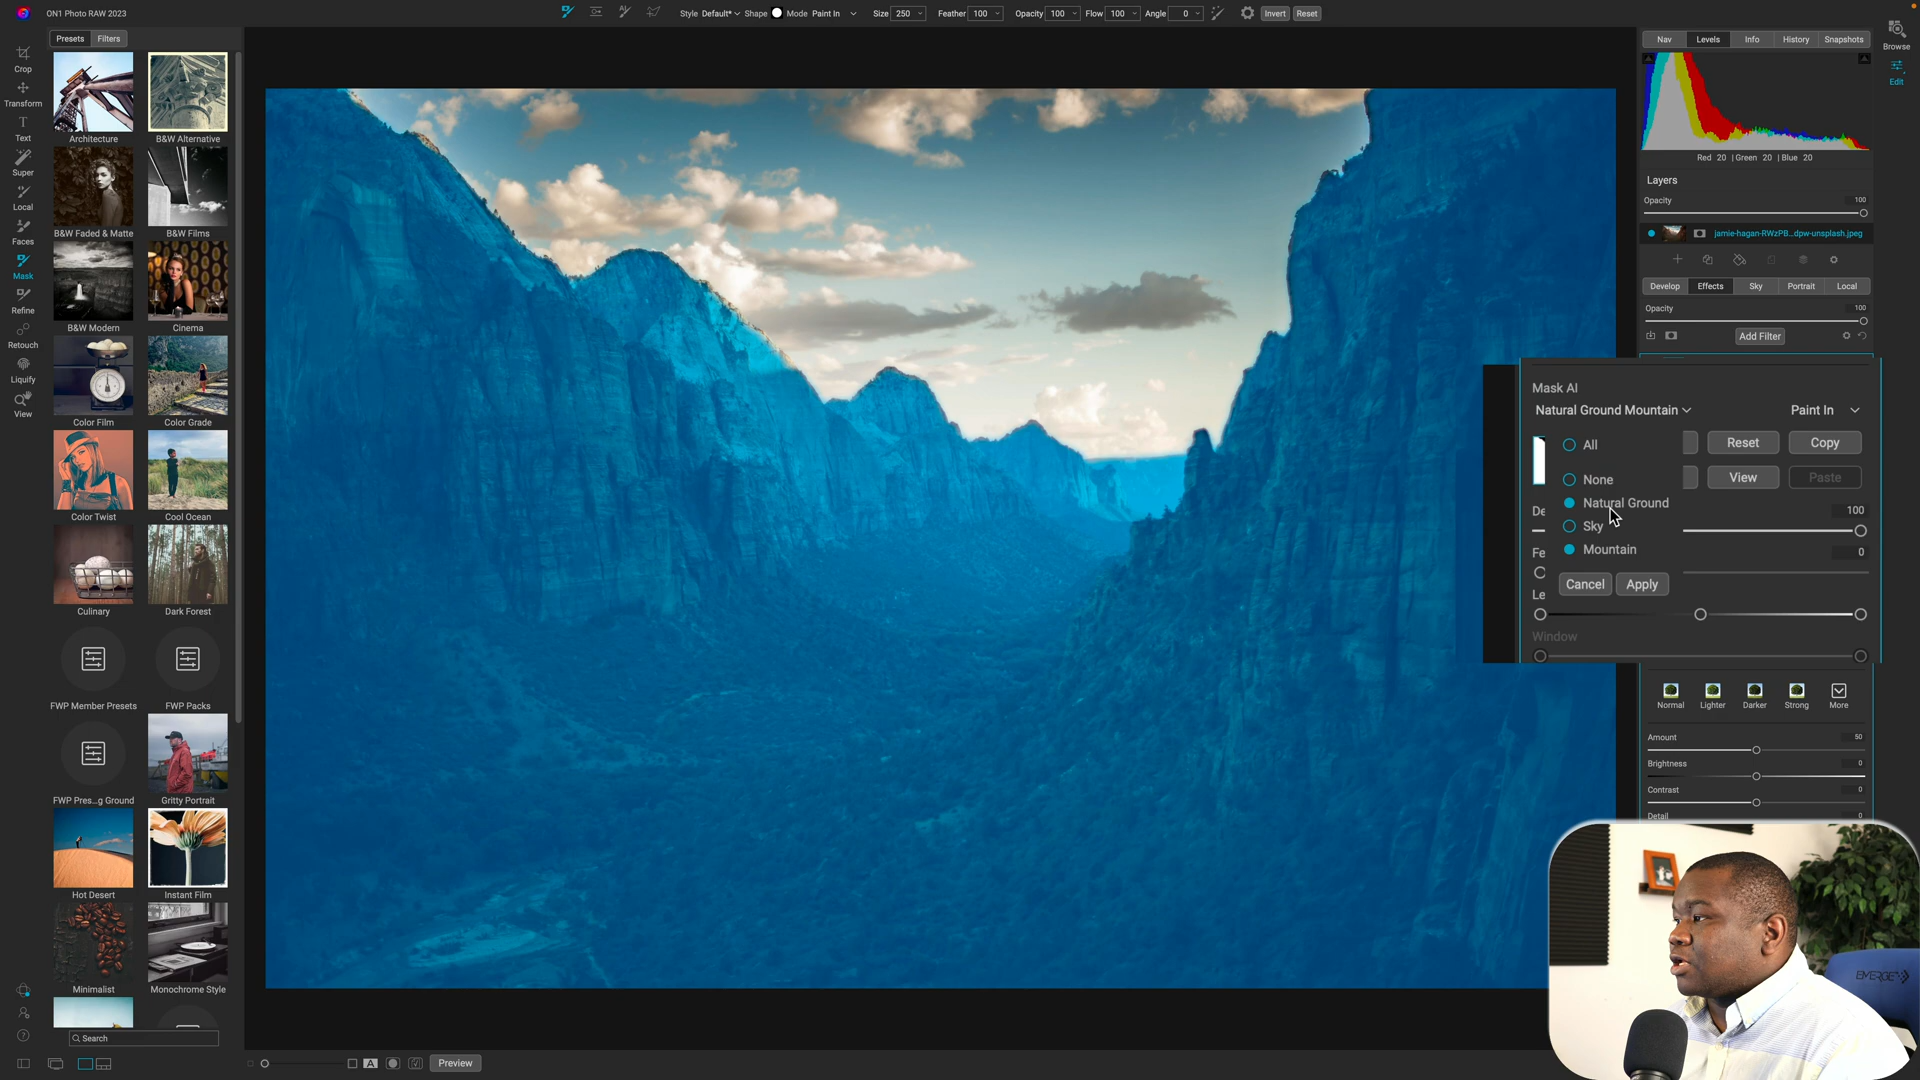 ON1 Photo RAW 2023
Style Default* Shape Mode Paint In Size 250 Feather 100 Opacity 100 Flow 100 Angle 0 Invert Reset
Crop
Transform
Text
Super
Local
Faces
Mask
Refine
Retouch
Liquify
View
Presets Filters
Architecture B&W Alternative
B&W Faded & Matte B&W Films
B&W Modern Cinema
Color Film Color Grade
Color Twist Cool Ocean
Culinary Dark Forest
FWP Member Presets FWP Packs
FWP Pres...g Ground Gritty Portrait
Hot Desert Instant Film
Minimalist Monochrome Style
Search
A
Preview
Nav Levels Info History Snapshots
Browse
Edit
Red 20 | Green 20 | Blue 20
Layers
Opacity 100
jamie-hagan-RWzPB...dpw-unsplash.jpeg
Develop Effects Sky Portrait Local
Opacity 100
Add Filter
Mask AI
Natural Ground Mountain Paint In
All Reset Copy
None View Paste
Natural Ground
De 100
Sky
Mountain
Fe 0
Cancel Apply
Le
Window
Normal Lighter Darker Strong More
Amount 50
Brightness 0
Contrast 0
Detail 0
EMERGE